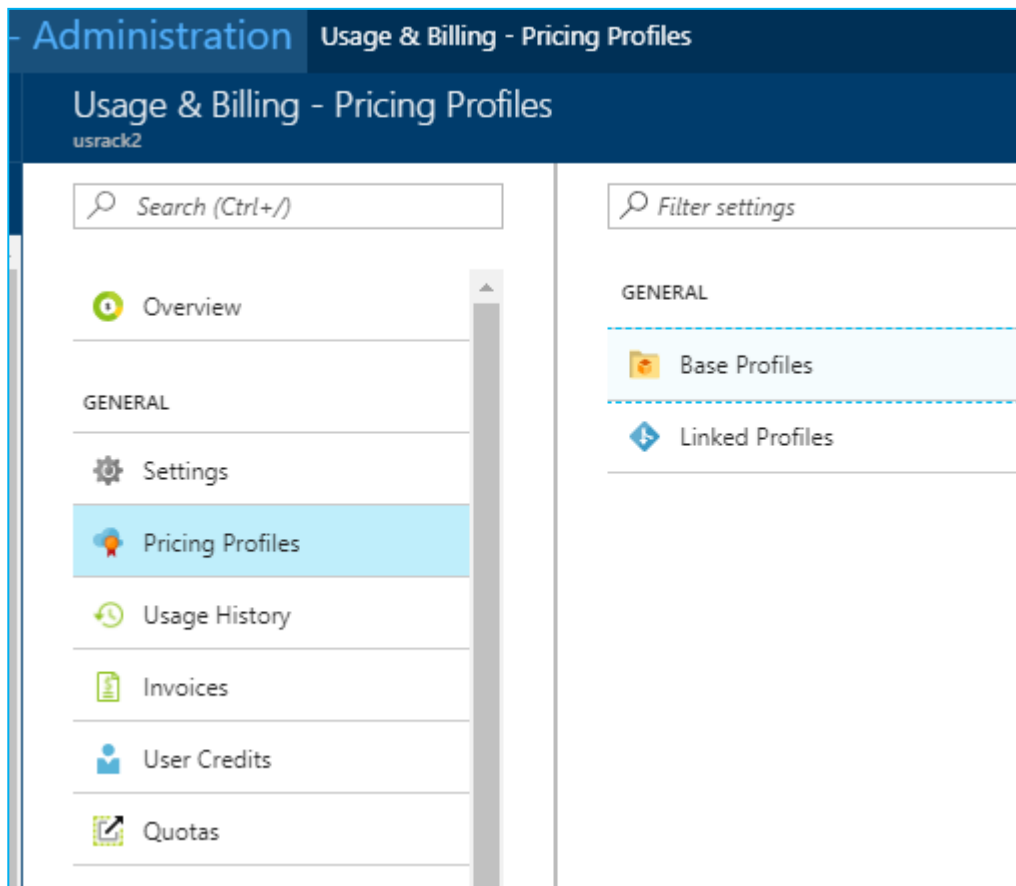 - Administration
Usage & Billing - Pricing Profiles
Usage & Billing - Pricing Profiles
usrack2
Search (Ctrl+/)
Overview
GENERAL
Settings
Pricing Profiles
Usage History
Invoices
User Credits
Quotas
Filter settings
GENERAL
Base Profiles
Linked Profiles